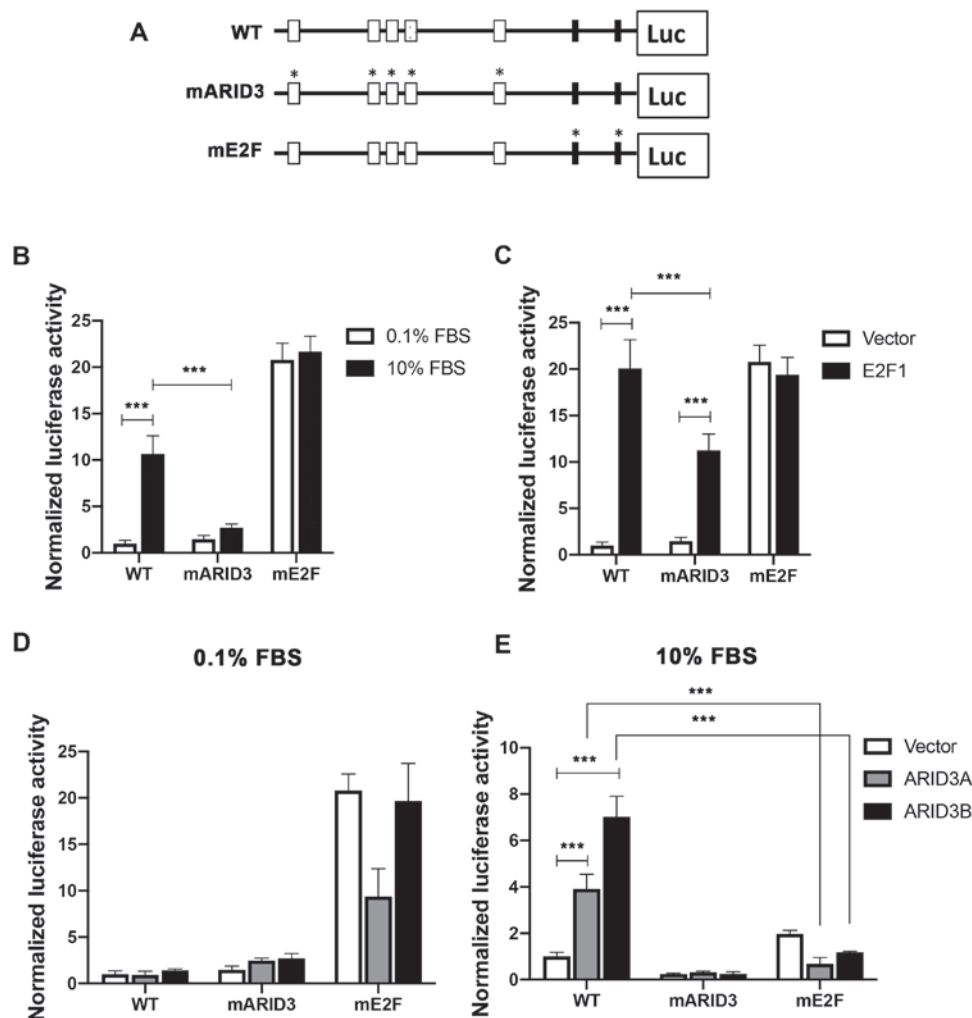 A
WT
Luc
* * * * *
mARID3
Luc
* *
mE2F
Luc
B
Normalized luciferase activity
25
20
15
10
5
0
***
***
WT
mARID3
mE2F
0.1% FBS
10% FBS
C
Normalized luciferase activity
25
20
15
10
5
0
***
***
***
WT
mARID3
mE2F
Vector
E2F1
D
0.1% FBS
Normalized luciferase activity
25
20
15
10
5
0
WT
mARID3
mE2F
E
10% FBS
Normalized luciferase activity
8
6
4
2
0
***
***
***
***
WT
mARID3
mE2F
Vector
ARID3A
ARID3B